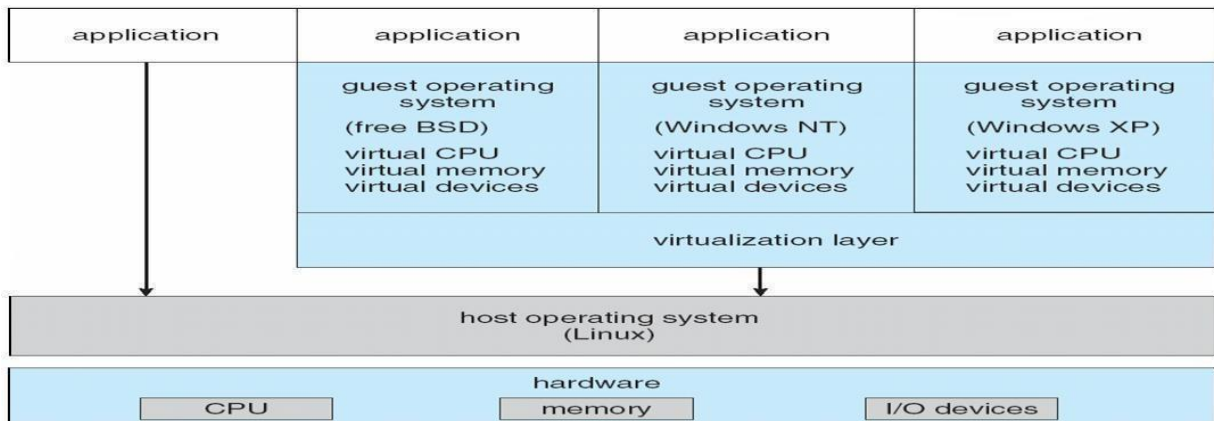 application
application
application
application
guest operating
system
(free BSD)
virtual CPU
virtual memory
virtual devices
guest operating
system
(Windows NT)
virtual CPU
virtual memory
virtual devices
guest operating
system
(Windows XP)
virtual CPU
virtual memory
virtual devices
virtualization layer
host operating system
(Linux)
hardware
CPU
memory
I/O devices